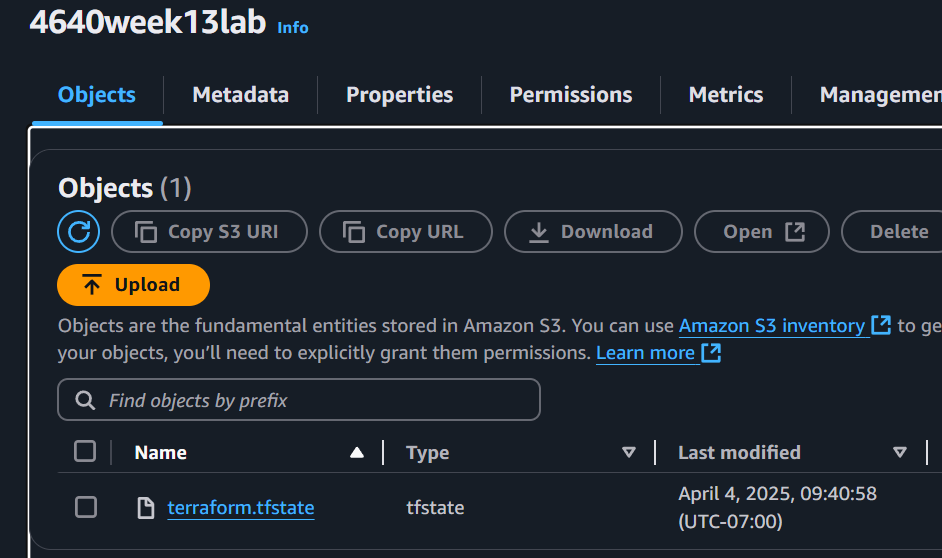 4640week13lab Info
Objects Metadata Properties Permissions Metrics Managemen
Objects (1)
Copy S3 URI Copy URL Download Open Delete
Upload
Objects are the fundamental entities stored in Amazon S3. You can use Amazon S3 inventory to ge
your objects, you’ll need to explicitly grant them permissions. Learn more
Find objects by prefix
Name Type Last modified
terraform.tfstate tfstate April 4, 2025, 09:40:58
(UTC-07:00)